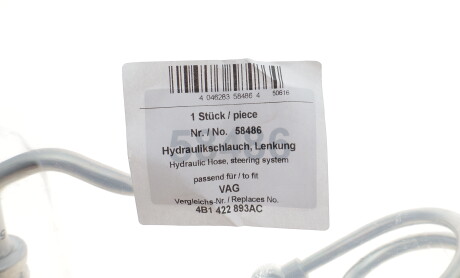 4 046283 58486 4 50616
1 Stück / piece
Nr. / No. 58486
Hydraulikschlauch, Lenkung
Hydraulic Hose, steering system
passend für / to fit
VAG
Vergleichs-Nr. / Replaces No.
4B1 422 893AC
58486